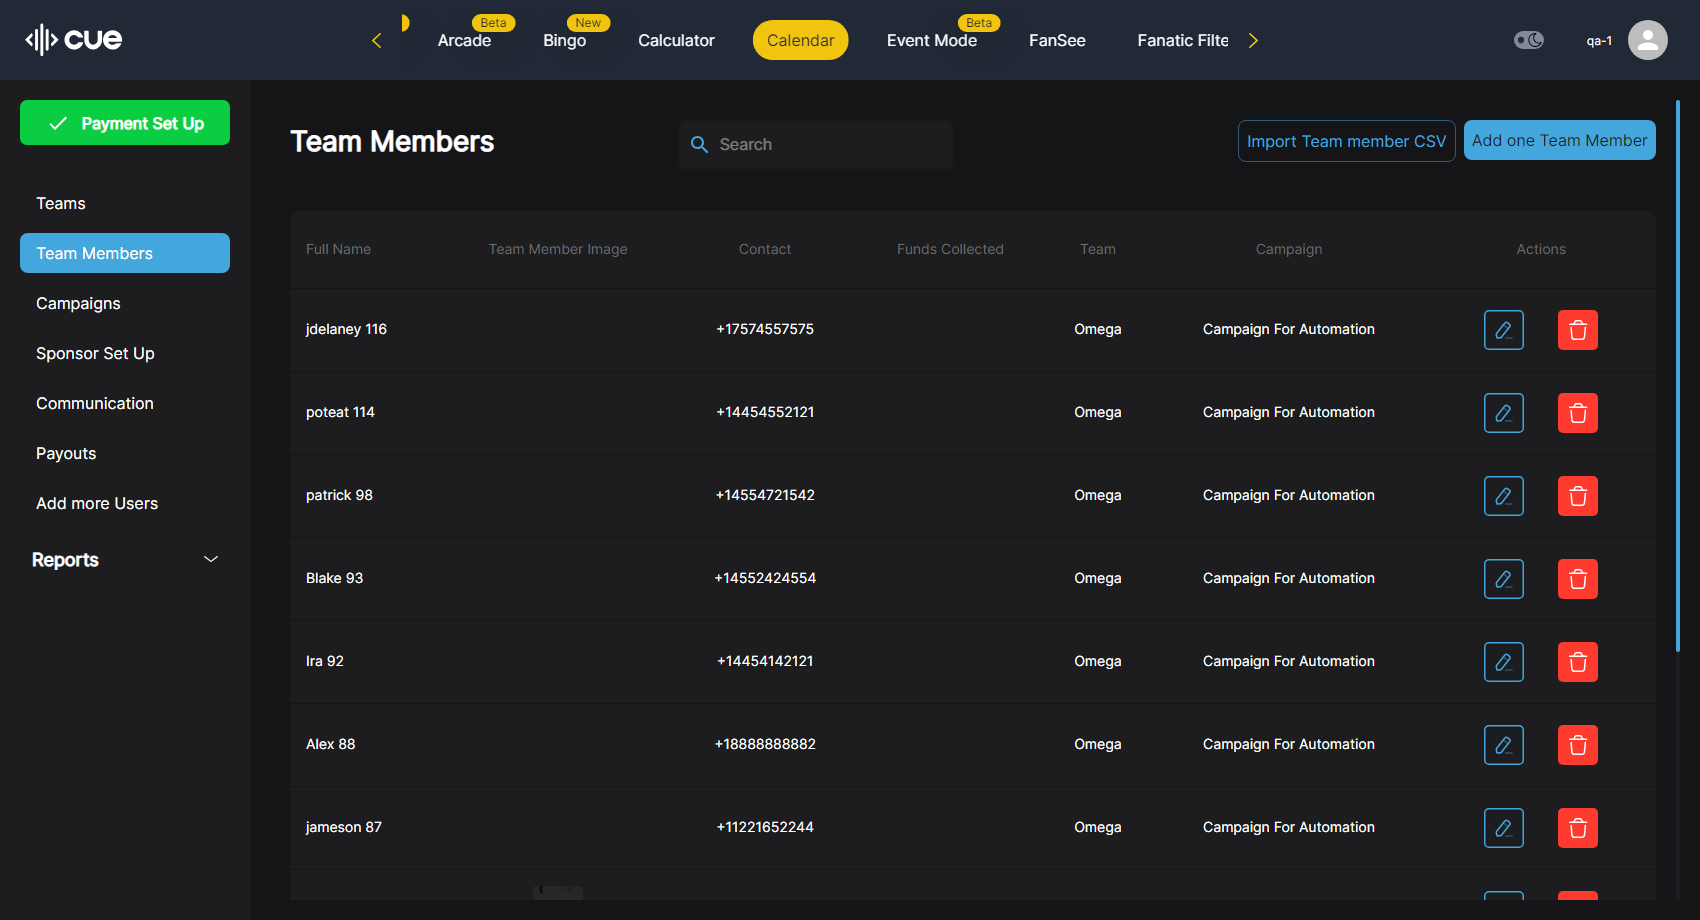 cue
Arcade
Beta
Bingo
New
Calculator
Calendar
Event Mode
Beta
FanSee
Fanatic Filte
qa-1
Payment Set Up
Teams
Team Members
Campaigns
Sponsor Set Up
Communication
Payouts
Add more Users
Reports
Team Members
Search
Import Team member CSV
Add one Team Member
Full Name Team Member Image Contact Funds Collected Team Campaign Actions
jdelaney 116 +17574557575 Omega Campaign For Automation
poteat 114 +14454552121 Omega Campaign For Automation
patrick 98 +14554721542 Omega Campaign For Automation
Blake 93 +14552424554 Omega Campaign For Automation
Ira 92 +14454142121 Omega Campaign For Automation
Alex 88 +18888888882 Omega Campaign For Automation
jameson 87 +11221652244 Omega Campaign For Automation